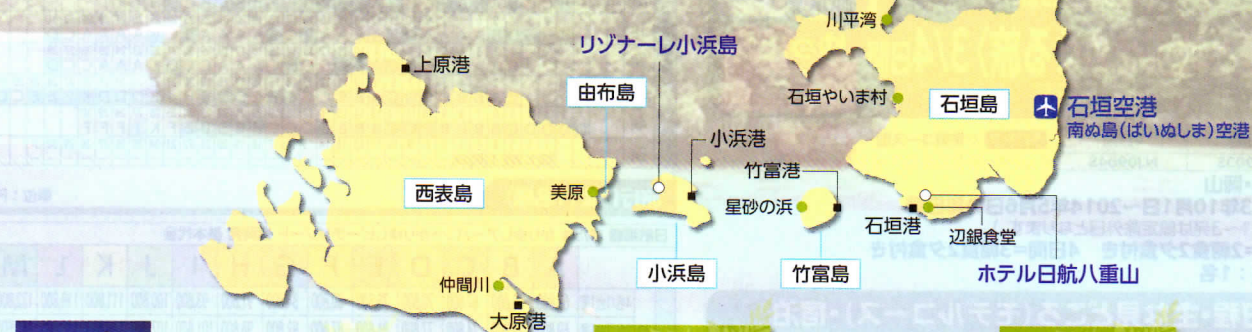 川平湾
リゾナーレ小浜島
上原港
由布島
石垣やいま村
石垣島
石垣空港
南ぬ島(ぱいぬしま)空港
小浜港
竹富港
西表島
美原
星砂の浜
石垣港
辺銀食堂
小浜島
竹富島
ホテル日航八重山
仲間川
大原港